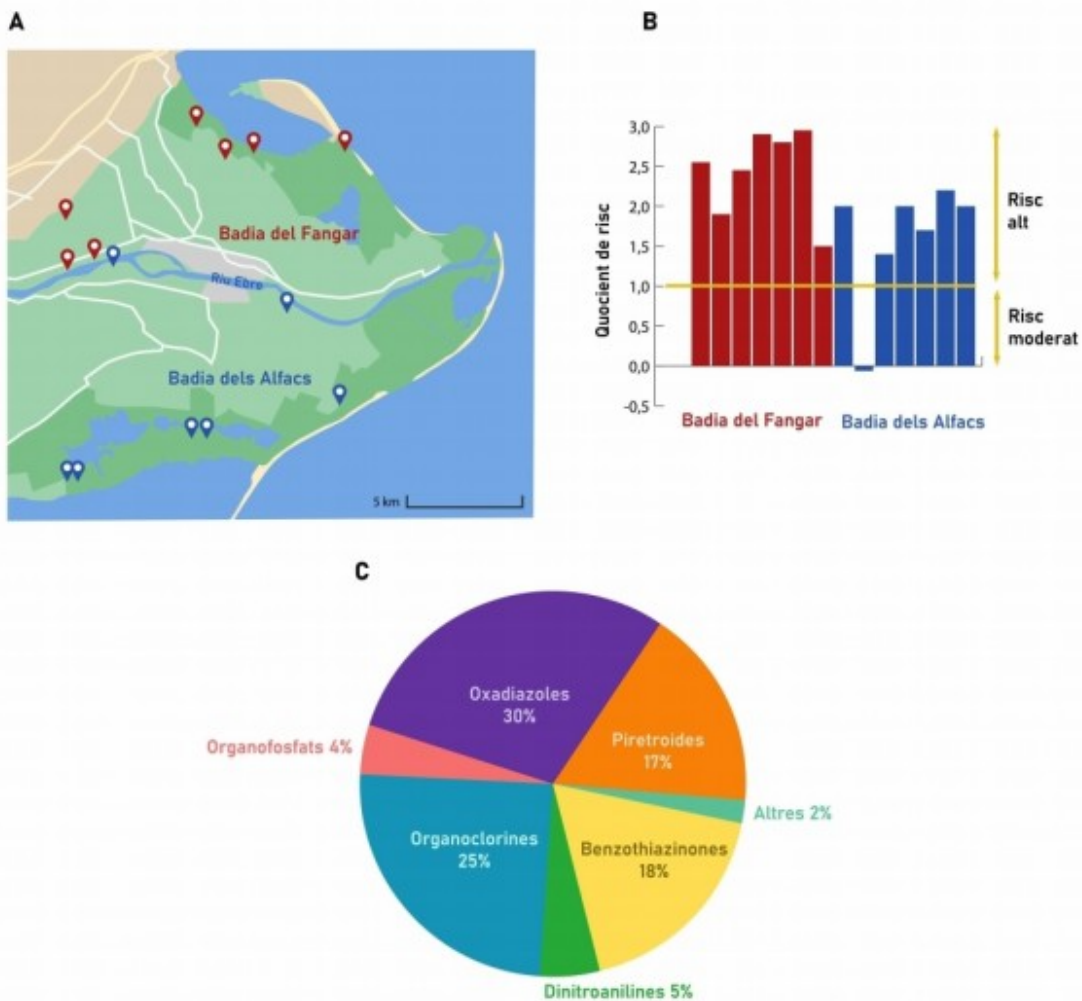 A
Badia del Fangar
Riu Ebre
Badia dels Alfacs
5 km
B
Quocient de risc
3,0
2,5
2,0
1,5
1,0
0,5
0,0
-0,5
Risc
alt
Risc
moderat
Badia del Fangar
Badia dels Alfacs
C
Oxadiazoles
30%
Piretroides
17%
Organofosfats 4%
Altres 2%
Organoclorines
25%
Benzothiazinones
18%
Dinitroanilines 5%